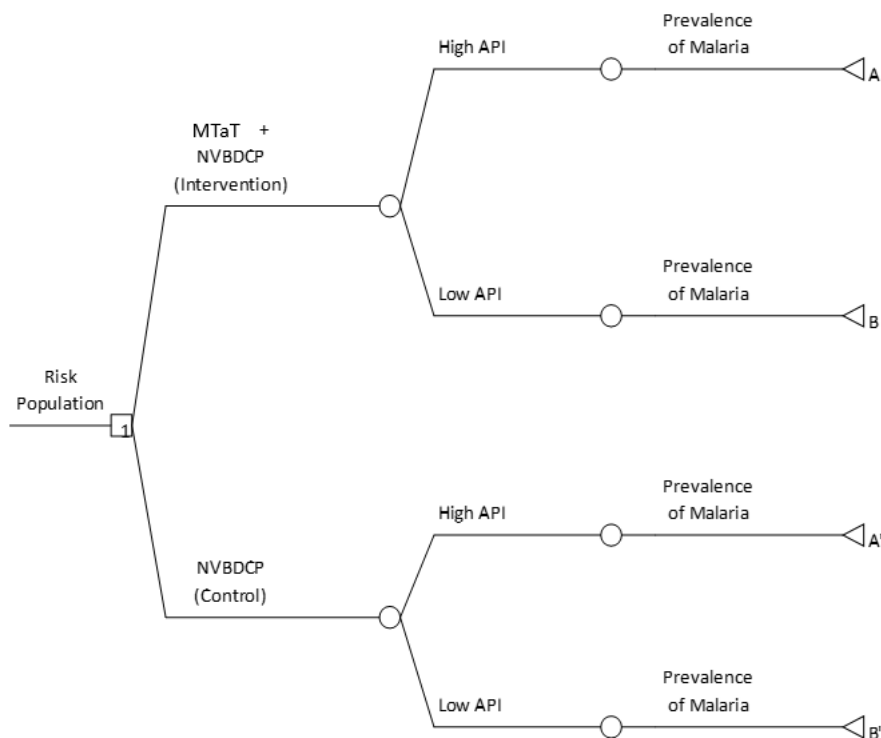 High API
Prevalence
of Malaria
A
MTaT +
NVBDCP
(Intervention)
Low API
Prevalence
of Malaria
B
Risk
Population
1
High API
Prevalence
of Malaria
A'
NVBDCP
(Control)
Low API
Prevalence
of Malaria
B'